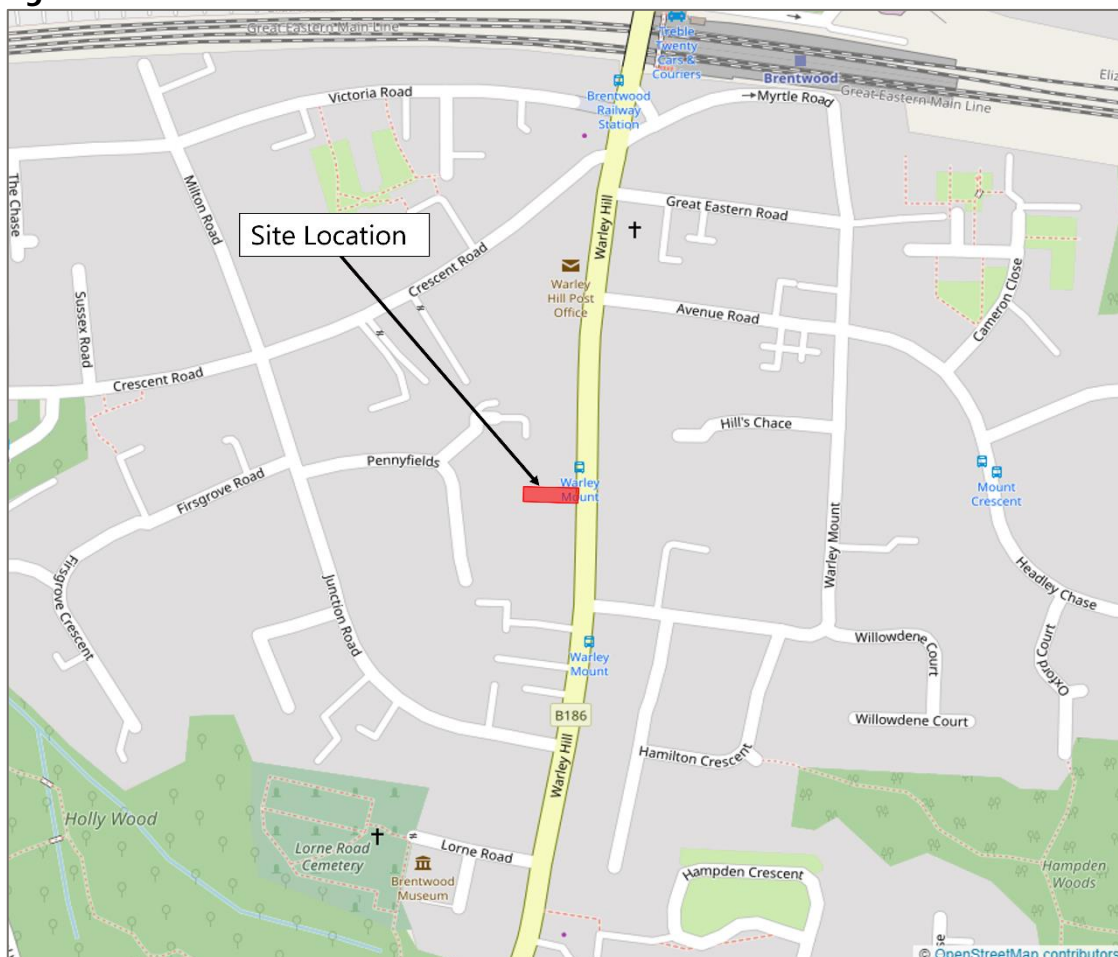 Great Eastern Main Line
Treble
Twenty
Cars &
Couriers
Brentwood
Great Eastern Main Line
Brentwood
Railway
Station
Victoria Road
Myrtle Road
The Chase
Milton Road
Warley Hill
Great Eastern Road
Site Location
Crescent Road
Warley
Hill Post
Office
Avenue Road
Cameron Close
Sussex Road
Crescent Road
Hill's Chace
Pennyfields
Firsgrove Road
Warley
Mount
Mount
Crescent
Warley Mount
Firsgrove Crescent
Junction Road
Headley Chase
Willowdene
Court
Oxford Court
Warley
Mount
B186
Willowdene Court
Warley Hill
Hamilton Crescent
Holly Wood
Lorne Road
Cemetery
Lorne Road
Brentwood
Museum
Hampden Crescent
Hampden
Woods
© OpenStreetMap contributors